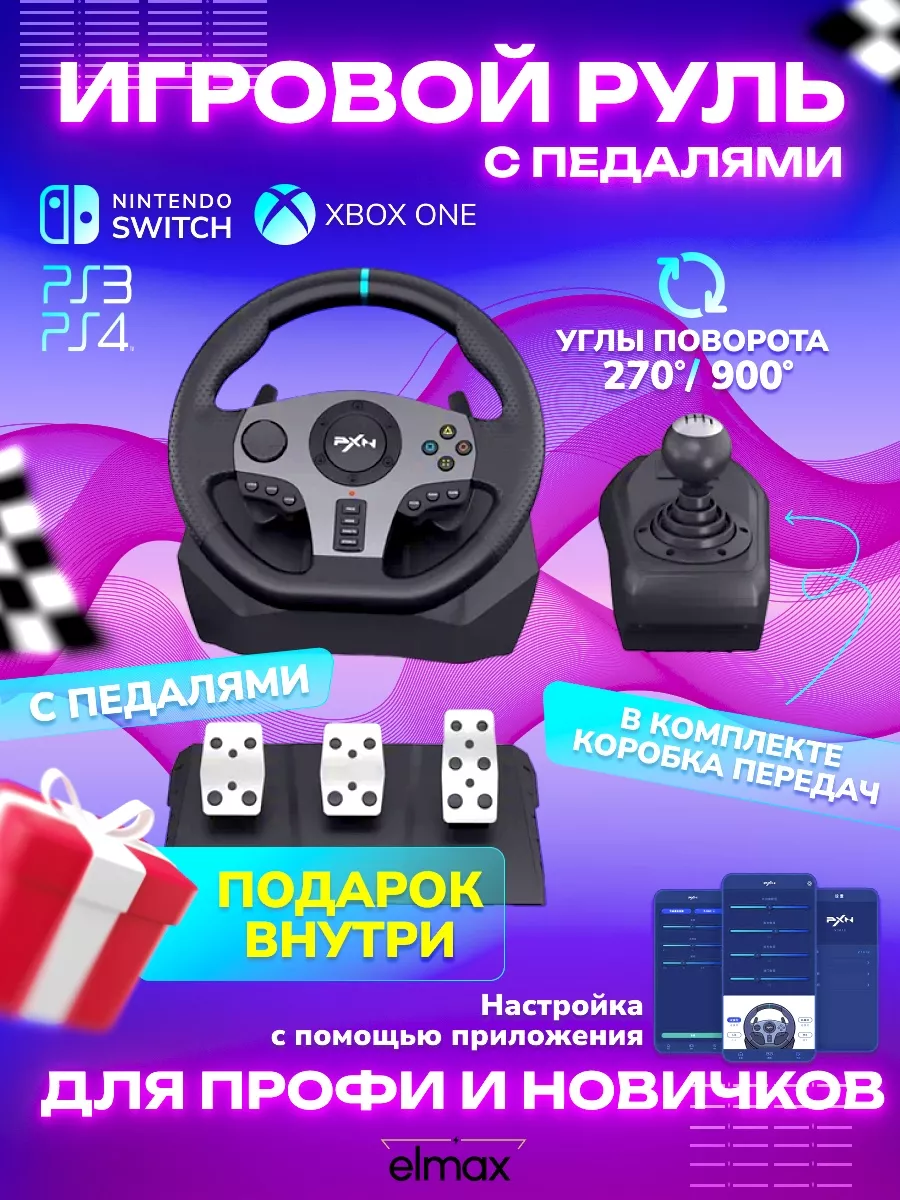 ИГРОВОЙ РУЛЬ
С ПЕДАЛЯМИ
NINTENDO
SWITCH
XBOX ONE
PS3
PS4
УГЛЫ ПОВОРОТА
270°/ 900°
PXN
С ПЕДАЛЯМИ
В КОМПЛЕКТЕ
КОРОБКА ПЕРЕДАЧ
ПОДАРОК
ВНУТРИ
PXN
Настройка
с помощью приложения
ДЛЯ ПРОФИ И НОВИЧКОВ
elmax